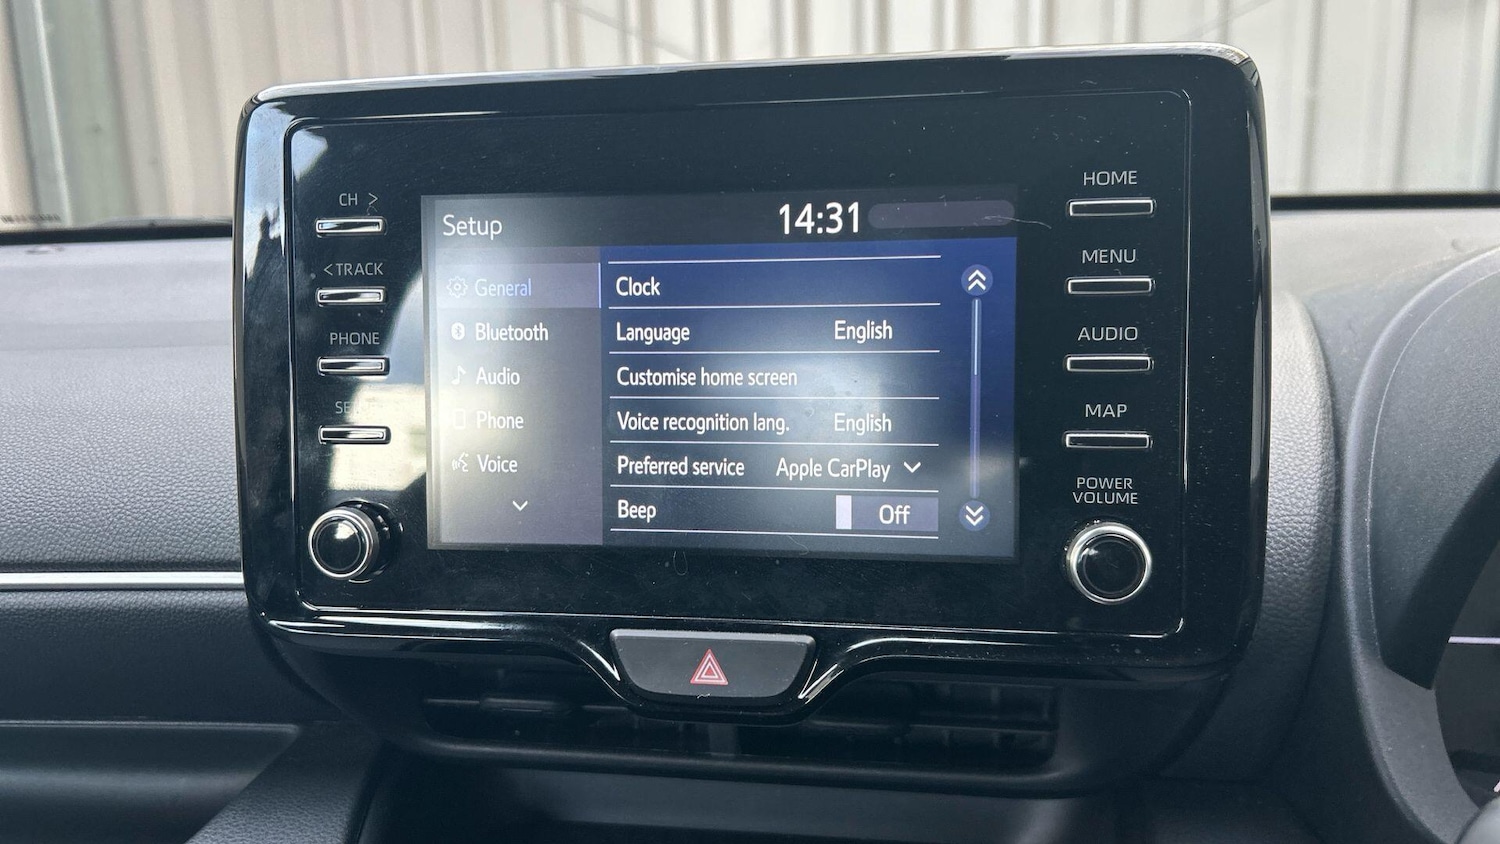 CH >
< TRACK
PHONE
Setup
14:31
General
Bluetooth
Audio
Phone
Voice
Clock
Language English
Customise home screen
Voice recognition lang. English
Preferred service Apple CarPlay
Beep Off
HOME
MENU
AUDIO
MAP
POWER
VOLUME